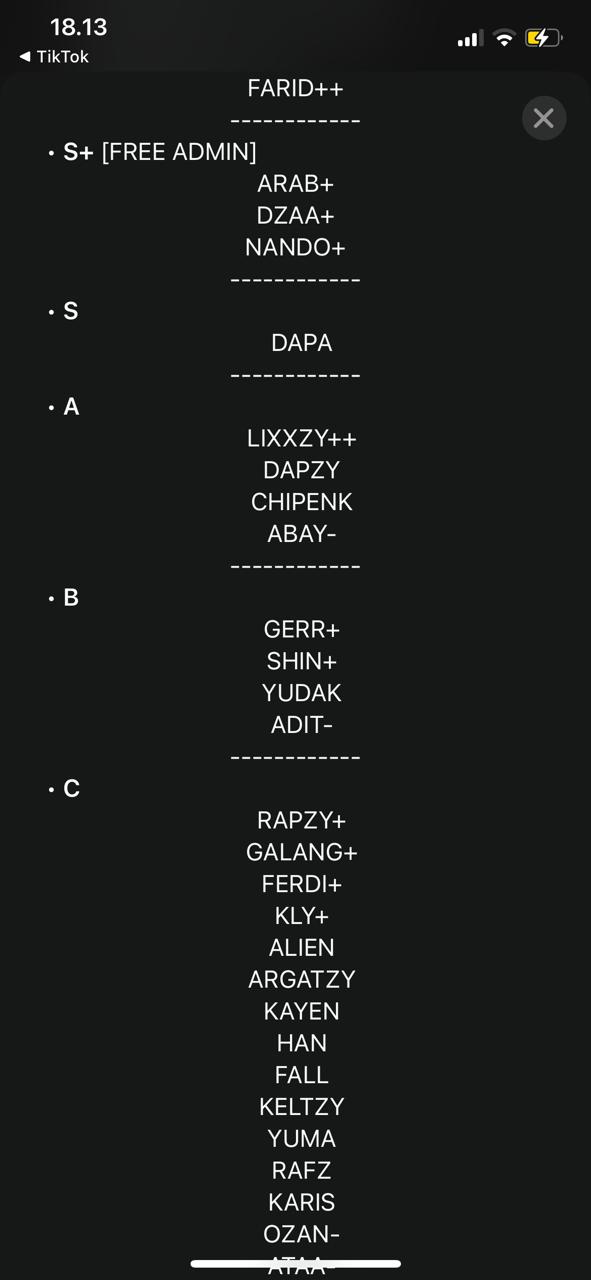 18.13
◀ TikTok
FARID++
------------
• S+ [FREE ADMIN]
ARAB+
DZAA+
NANDO+
------------
• S
DAPA
------------
• A
LIXXZY++
DAPZY
CHIPENK
ABAY-
------------
• B
GERR+
SHIN+
YUDAK
ADIT-
------------
• C
RAPZY+
GALANG+
FERDI+
KLY+
ALIEN
ARGATZY
KAYEN
HAN
FALL
KELTZY
YUMA
RAFZ
KARIS
OZAN-
ATAA-